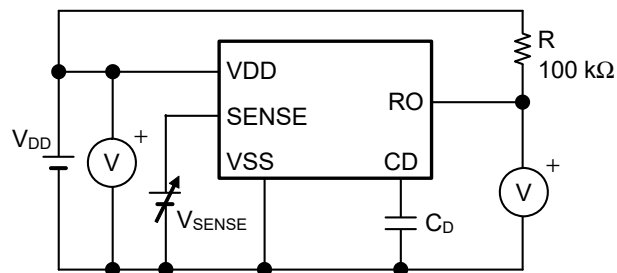 R
100 kΩ
VDD
RO
SENSE
VDD
V
+
VSS
CD
+
V
VSENSE
CD